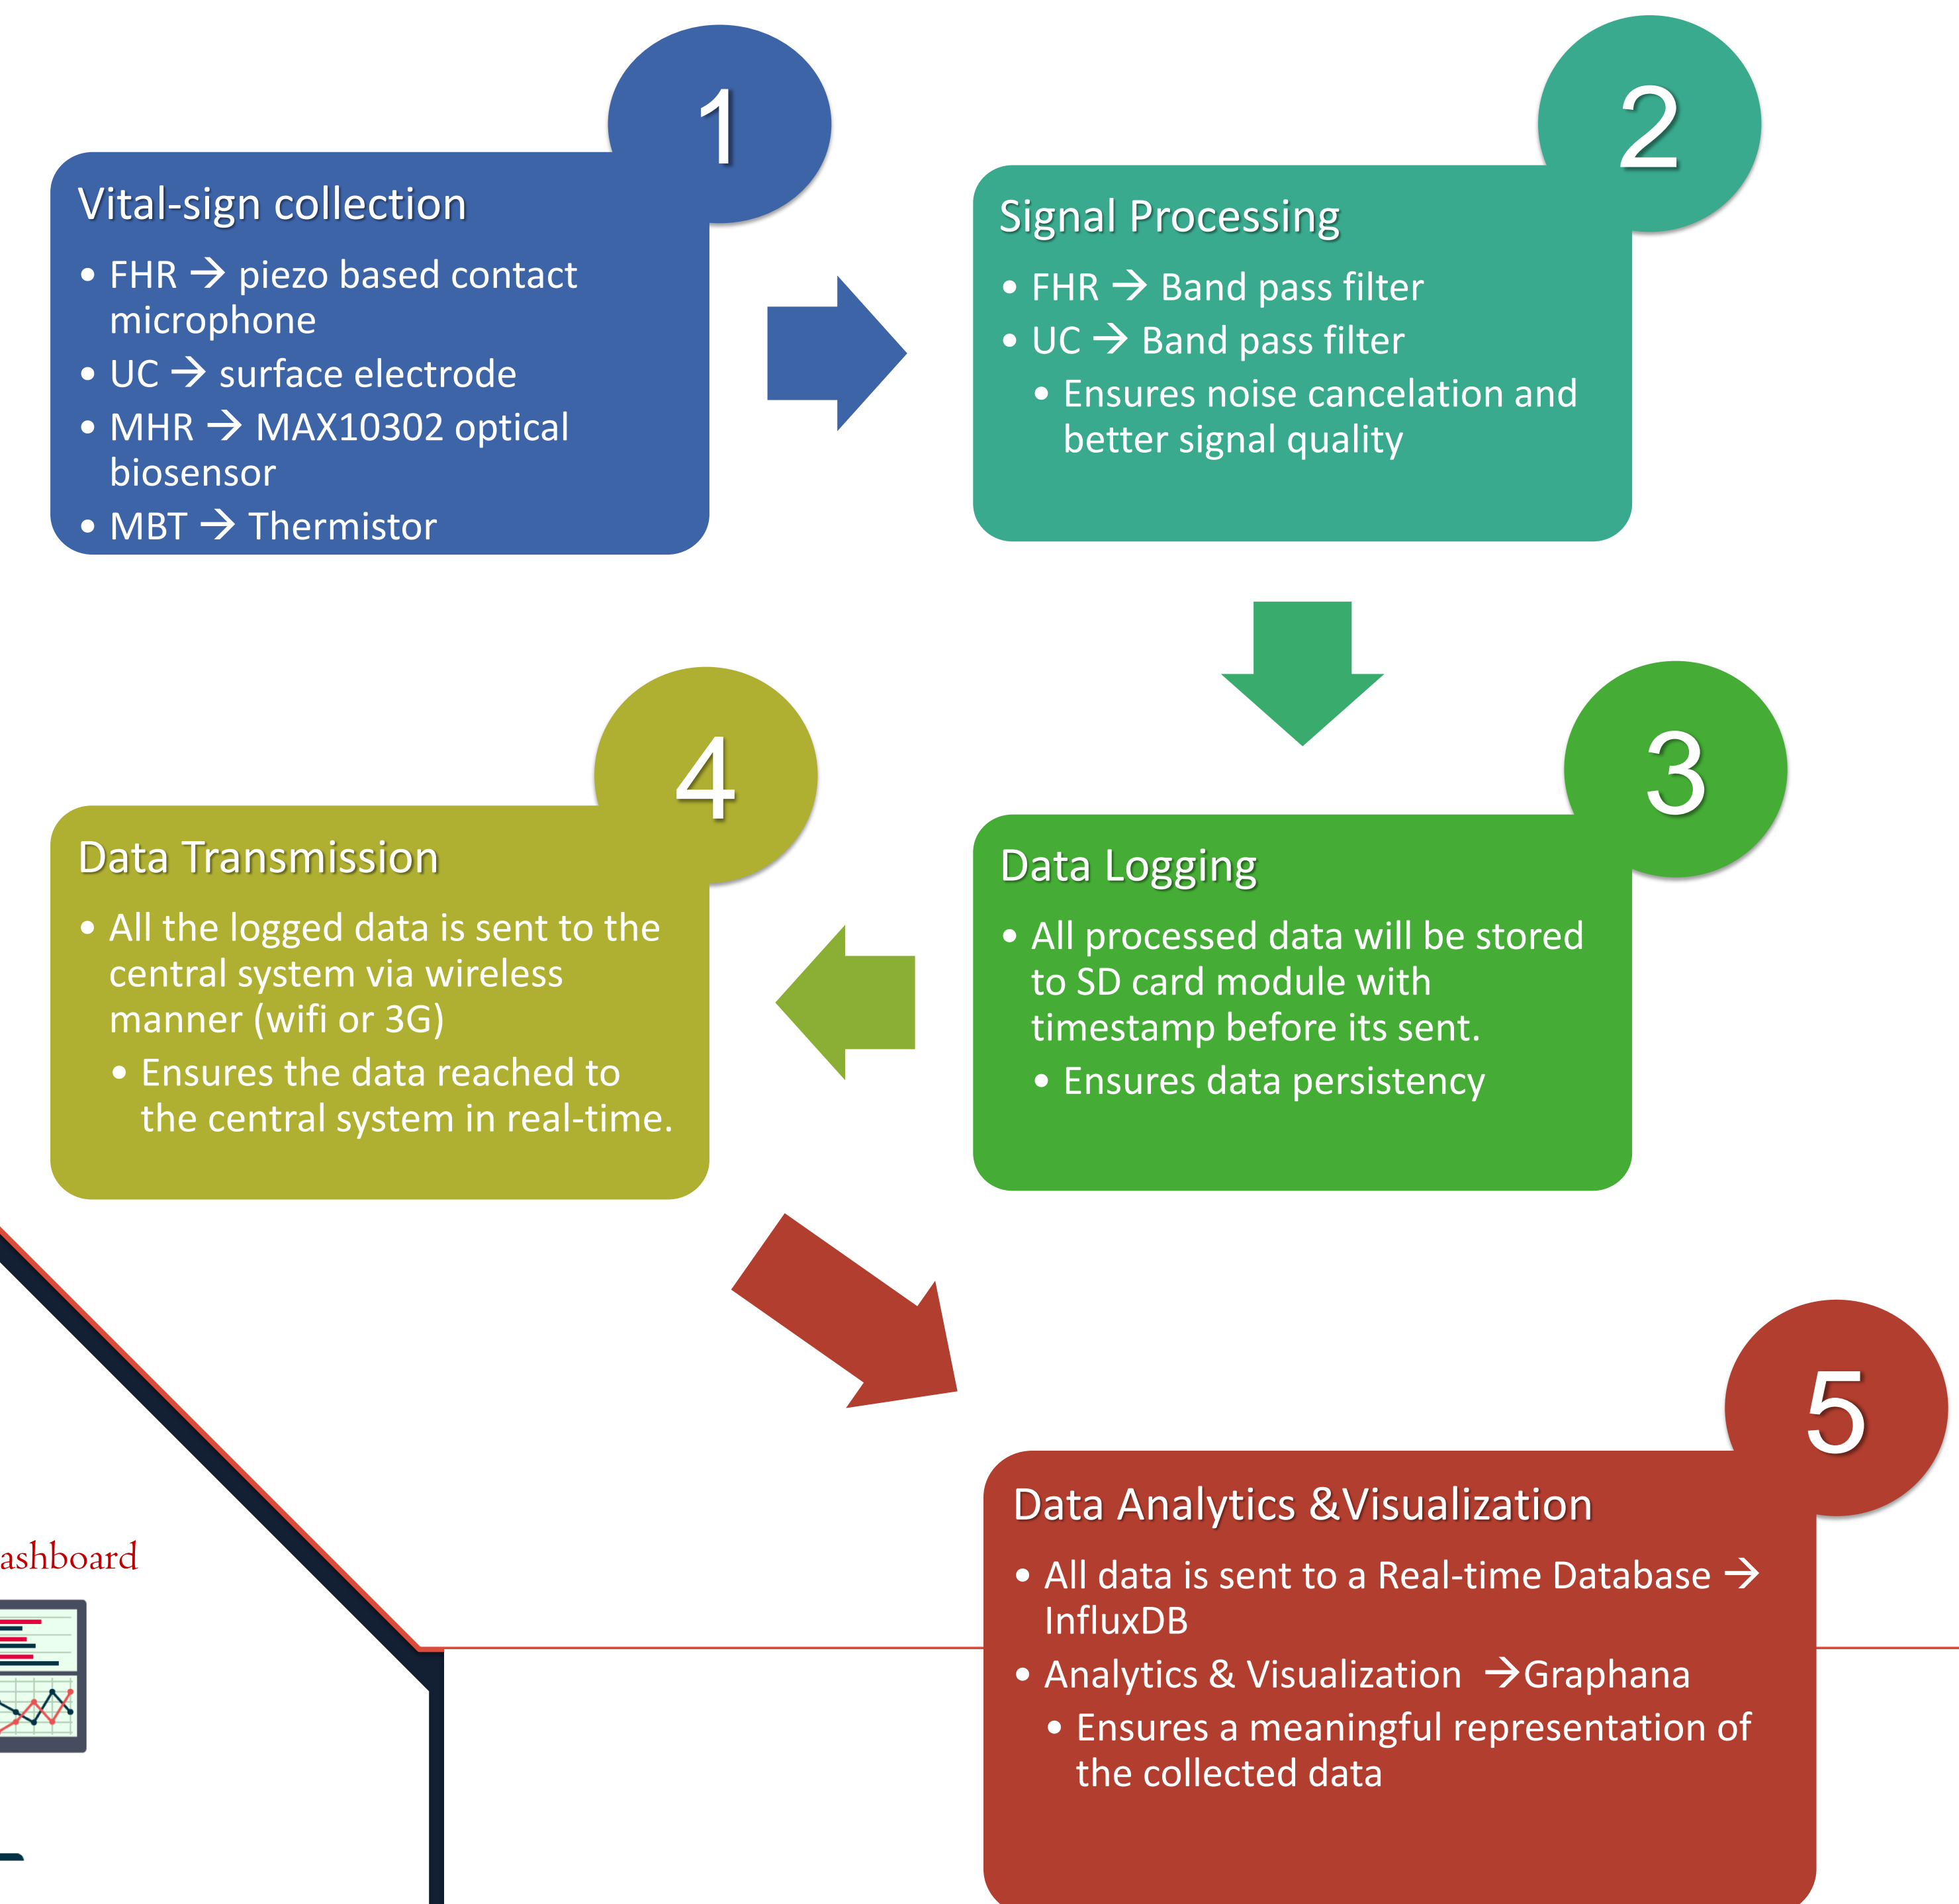 1
Vital-sign collection
• FHR → piezo based contact
microphone
• UC → surface electrode
• MHR → MAX10302 optical
biosensor
• MBT → Thermistor
2
Signal Processing
• FHR → Band pass filter
• UC → Band pass filter
• Ensures noise cancelation and
better signal quality
3
Data Logging
• All processed data will be stored
to SD card module with
timestamp before its sent.
• Ensures data persistency
4
Data Transmission
• All the logged data is sent to the
central system via wireless
manner (wifi or 3G)
• Ensures the data reached to
the central system in real-time.
5
Data Analytics &Visualization
• All data is sent to a Real-time Database →
InfluxDB
• Analytics & Visualization →Graphana
• Ensures a meaningful representation of
the collected data
ashboard